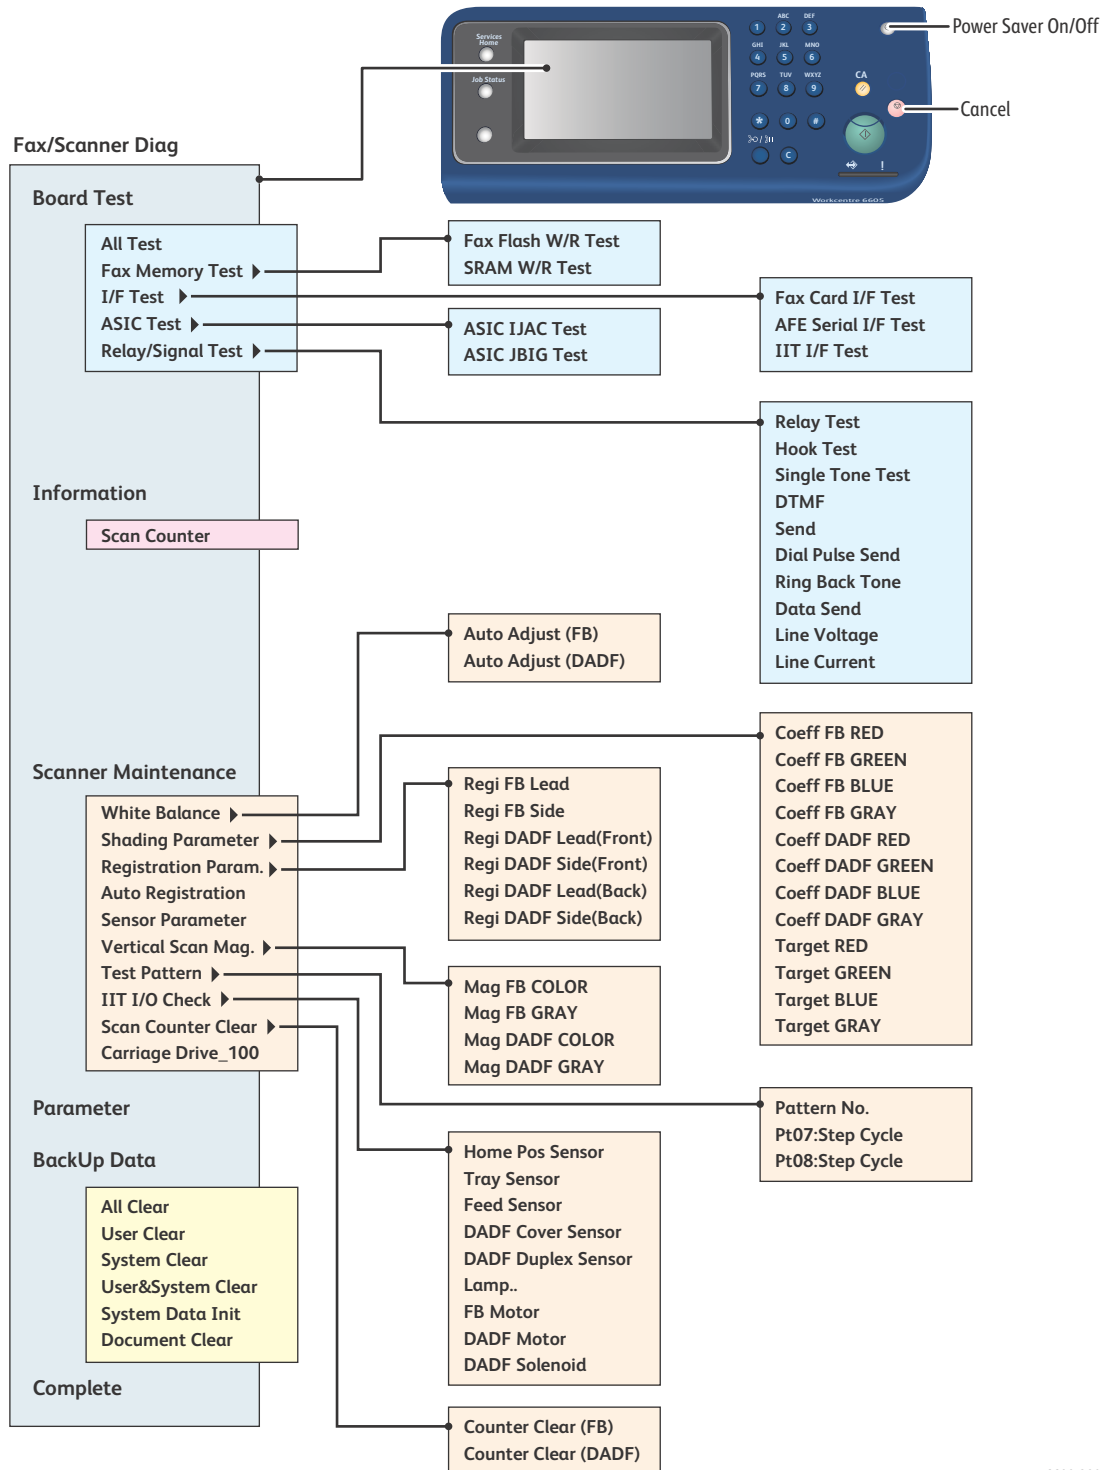 Services
Home
Job Status
ABC
DEF
1
2
3
GHI
JKL
MNO
4
5
6
PQRS
TUV
WXYZ
7
8
9
*
0
#
C
CA
!
Workcentre 6605
Power Saver On/Off
Cancel
Fax/Scanner Diag
Board Test
All Test
Fax Memory Test
I/F Test
ASIC Test
Relay/Signal Test
Fax Flash W/R Test
SRAM W/R Test
ASIC IJAC Test
ASIC JBIG Test
Fax Card I/F Test
AFE Serial I/F Test
IIT I/F Test
Relay Test
Hook Test
Single Tone Test
DTMF
Send
Dial Pulse Send
Ring Back Tone
Data Send
Line Voltage
Line Current
Information
Scan Counter
Scanner Maintenance
White Balance
Shading Parameter
Registration Param.
Auto Registration
Sensor Parameter
Vertical Scan Mag.
Test Pattern
IIT I/O Check
Scan Counter Clear
Carriage Drive_100
Auto Adjust (FB)
Auto Adjust (DADF)
Regi FB Lead
Regi FB Side
Regi DADF Lead(Front)
Regi DADF Side(Front)
Regi DADF Lead(Back)
Regi DADF Side(Back)
Coeff FB RED
Coeff FB GREEN
Coeff FB BLUE
Coeff FB GRAY
Coeff DADF RED
Coeff DADF GREEN
Coeff DADF BLUE
Coeff DADF GRAY
Target RED
Target GREEN
Target BLUE
Target GRAY
Mag FB COLOR
Mag FB GRAY
Mag DADF COLOR
Mag DADF GRAY
Pattern No.
Pt07:Step Cycle
Pt08:Step Cycle
Home Pos Sensor
Tray Sensor
Feed Sensor
DADF Cover Sensor
DADF Duplex Sensor
Lamp..
FB Motor
DADF Motor
DADF Solenoid
Counter Clear (FB)
Counter Clear (DADF)
Parameter
BackUp Data
All Clear
User Clear
System Clear
User&System Clear
System Data Init
Document Clear
Complete